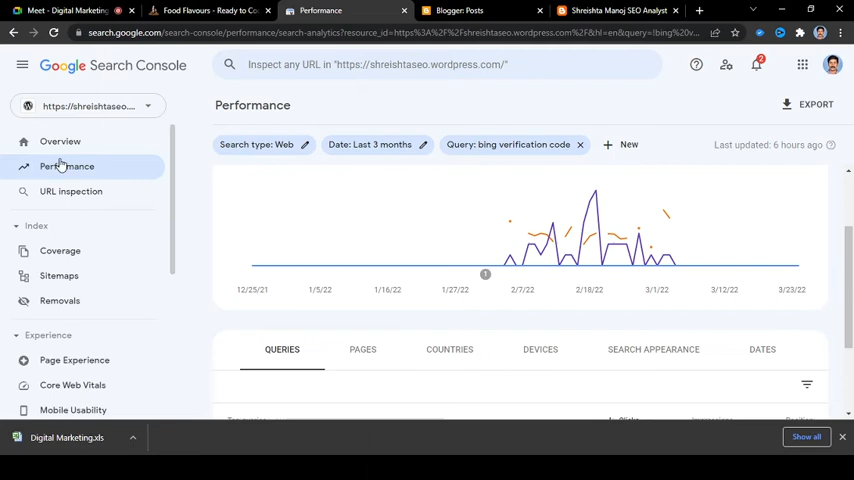 Meet - Digital Marketing
Food Flavours - Ready to Co
Performance
Blogger: Posts
Shreishta Manoj SEO Analyst
search.google.com/search-console/performance/search-analytics?resource_id=https%3A%2F%2Fshreishtaseo.wordpress.com%2F&hl=en&query=!bing%20v...
Google Search Console
Inspect any URL in "https://shreishtaseo.wordpress.com/"
2
https://shreishtaseo....
Performance
EXPORT
Overview
Search type: Web
Date: Last 3 months
Query: bing verification code
New
Last updated: 6 hours ago
Performance
URL inspection
Index
Coverage
Sitemaps
Removals
1
12/25/21
1/5/22
1/16/22
1/27/22
2/7/22
2/18/22
3/1/22
3/12/22
3/23/22
Experience
QUERIES
PAGES
COUNTRIES
DEVICES
SEARCH APPEARANCE
DATES
Page Experience
Core Web Vitals
Mobile Usability
Digital Marketing.xls
Show all